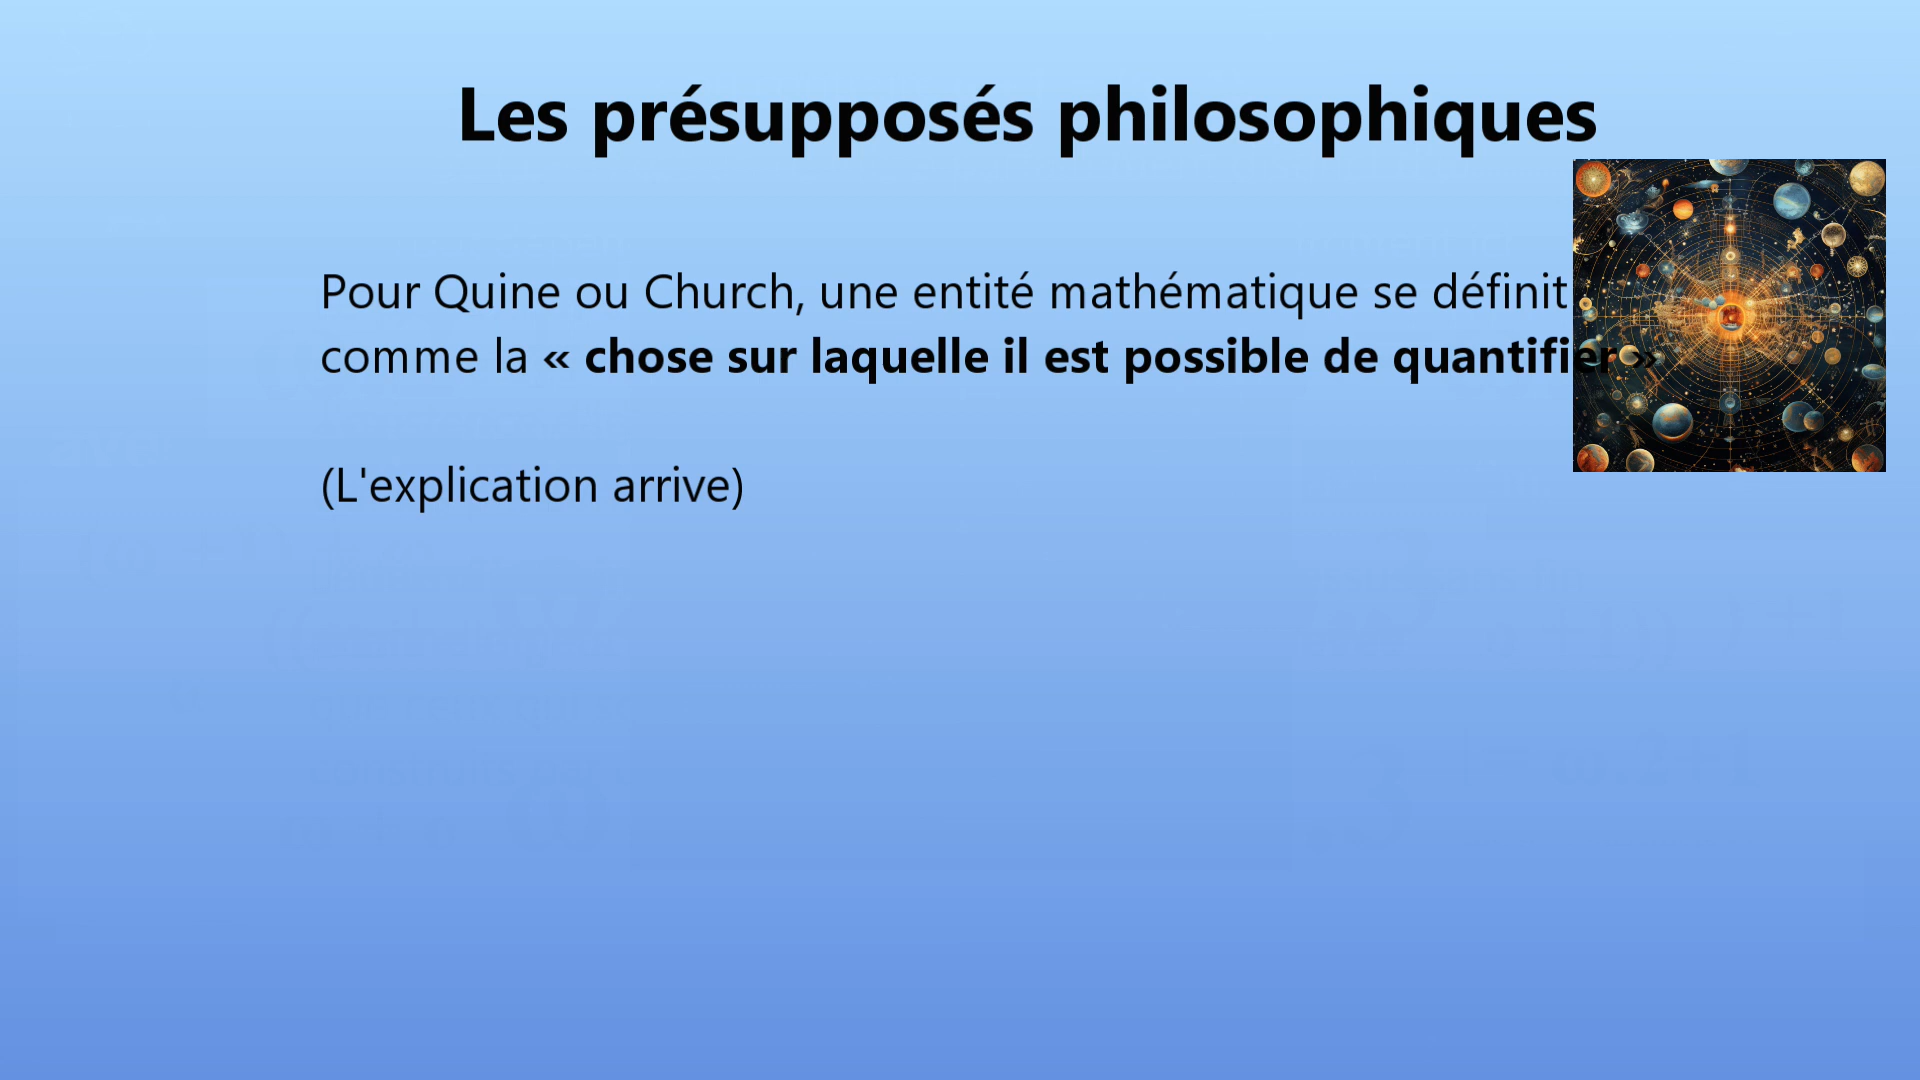 Les présupposés philosophiques
Pour Quine ou Church, une entité mathématique se définit
comme la « chose sur laquelle il est possible de quantifier »
(L'explication arrive)